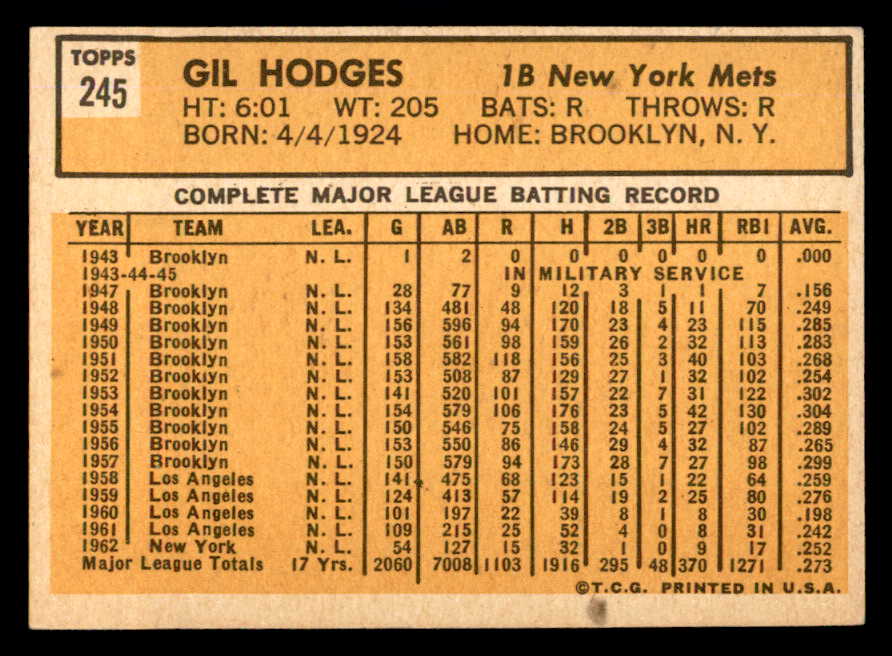 TOPPS
245
GIL HODGES 1B New York Mets
HT: 6:01 WT: 205 BATS: R THROWS: R
BORN: 4/4/1924 HOME: BROOKLYN, N. Y.
COMPLETE MAJOR LEAGUE BATTING RECORD
YEAR TEAM LEA. G AB R H 2B 3B HR RBI AVG.
1943 Brooklyn N. L. 1 2 0 0 0 0 0 0 .000
1943-44-45 IN MILITARY SERVICE
1947 Brooklyn N. L. 28 77 9 12 3 1 1 7 .156
1948 Brooklyn N. L. 134 481 48 120 18 5 11 70 .249
1949 Brooklyn N. L. 156 596 94 170 23 4 23 115 .285
1950 Brooklyn N. L. 153 561 98 159 26 2 32 113 .283
1951 Brooklyn N. L. 158 582 118 156 25 3 40 103 .268
1952 Brooklyn N. L. 153 508 87 129 27 1 32 102 .254
1953 Brooklyn N. L. 141 520 101 157 22 7 31 122 .302
1954 Brooklyn N. L. 154 579 106 176 23 5 42 130 .304
1955 Brooklyn N. L. 150 546 75 158 24 5 27 102 .289
1956 Brooklyn N. L. 153 550 86 146 29 4 32 87 .265
1957 Brooklyn N. L. 150 579 94 173 28 7 27 98 .299
1958 Los Angeles N. L. 141 475 68 123 15 1 22 64 .259
1959 Los Angeles N. L. 124 413 57 114 19 2 25 80 .276
1960 Los Angeles N. L. 101 197 22 39 8 1 8 30 .198
1961 Los Angeles N. L. 109 215 25 52 4 0 8 31 .242
1962 New York N. L. 54 127 15 32 1 0 9 17 .252
Major League Totals 17 Yrs. 2060 7008 1103 1916 295 48 370 1271 .273
©T.C.G. PRINTED IN U.S.A.